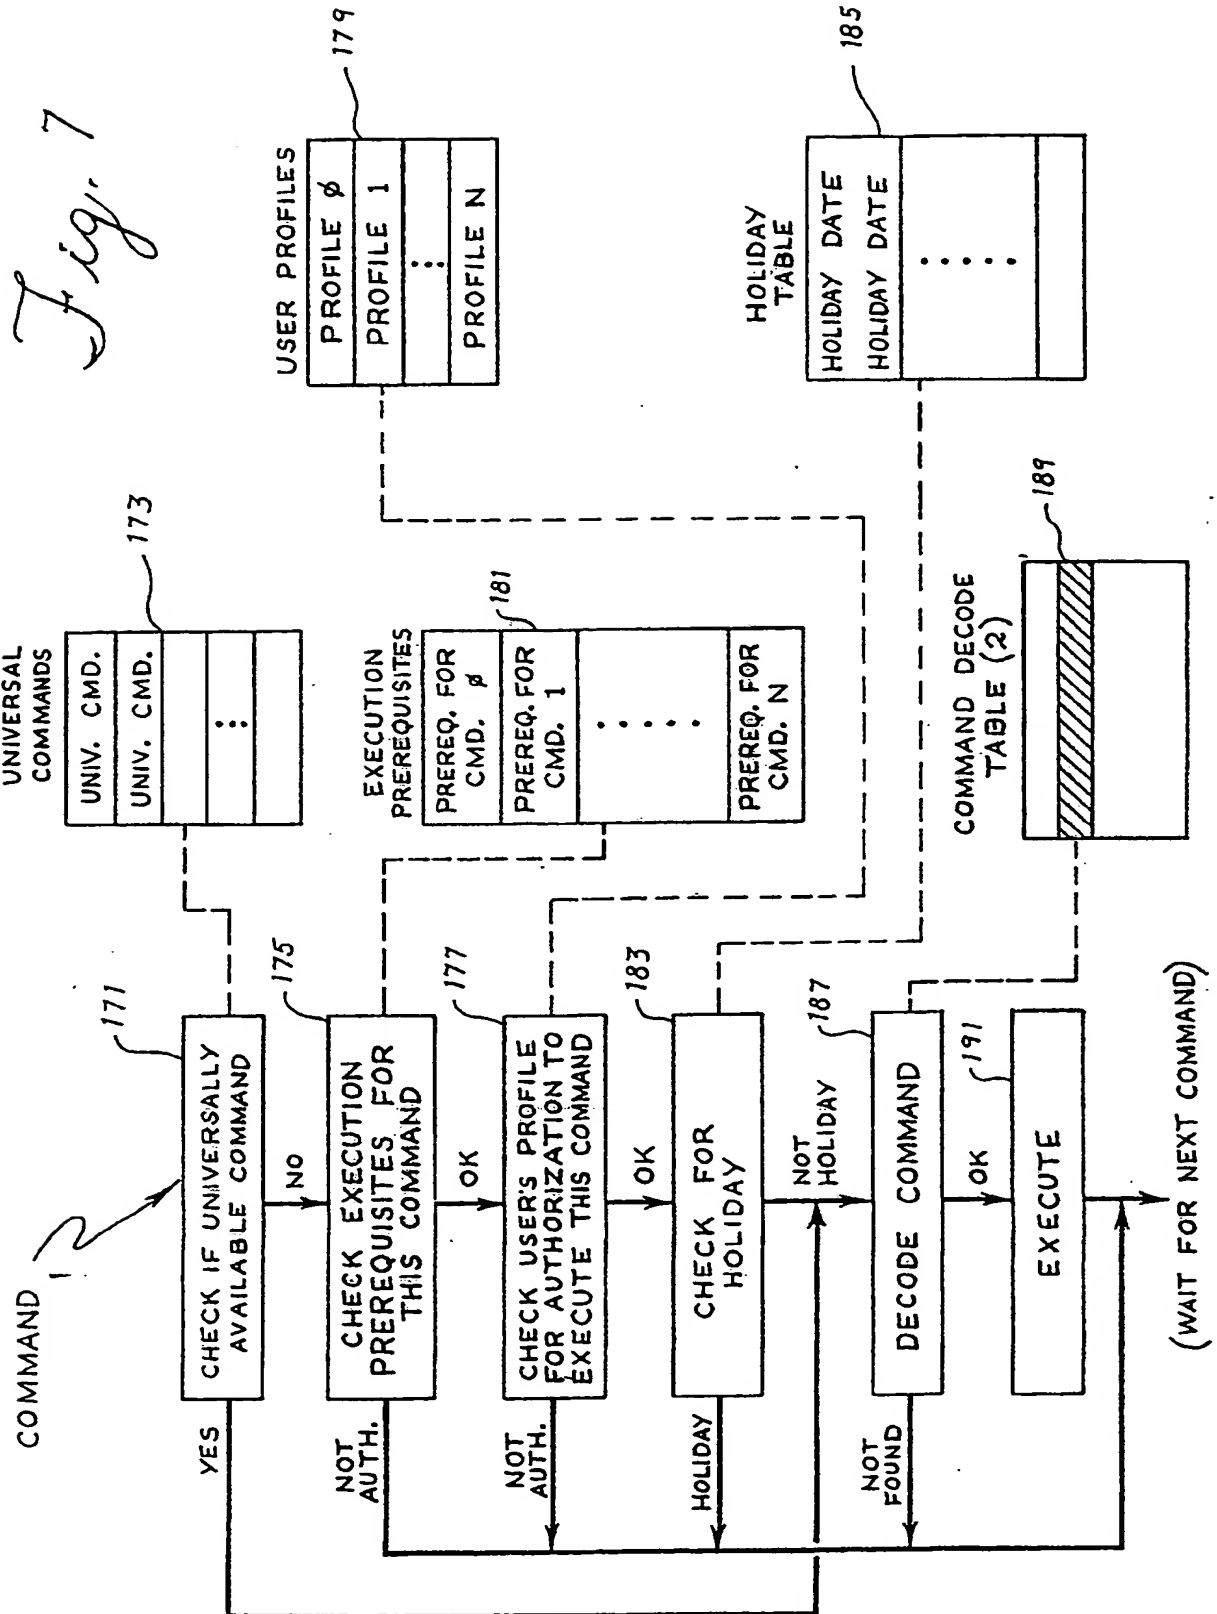 Fig. 7
COMMAND
171
CHECK IF UNIVERSALLY
AVAILABLE COMMAND
YES
NO
UNIVERSAL
COMMANDS
UNIV. CMD.
UNIV. CMD.
⋮
173
175
CHECK EXECUTION
PREREQUISITES FOR
THIS COMMAND
NOT
AUTH.
OK
EXECUTION
PREREQUISITES
PREREQ. FOR
CMD. ø
PREREQ. FOR
CMD. 1
.....
PREREQ. FOR
CMD. N
181
177
CHECK USER'S PROFILE
FOR AUTHORIZATION TO
EXECUTE THIS COMMAND
NOT
AUTH.
OK
USER PROFILES
PROFILE ø
PROFILE 1
⋮
PROFILE N
179
183
CHECK FOR
HOLIDAY
HOLIDAY
NOT
HOLIDAY
HOLIDAY
TABLE
HOLIDAY DATE
HOLIDAY DATE
.....
185
187
DECODE COMMAND
NOT
FOUND
OK
COMMAND DECODE
TABLE (2)
189
191
EXECUTE
(WAIT FOR NEXT COMMAND)